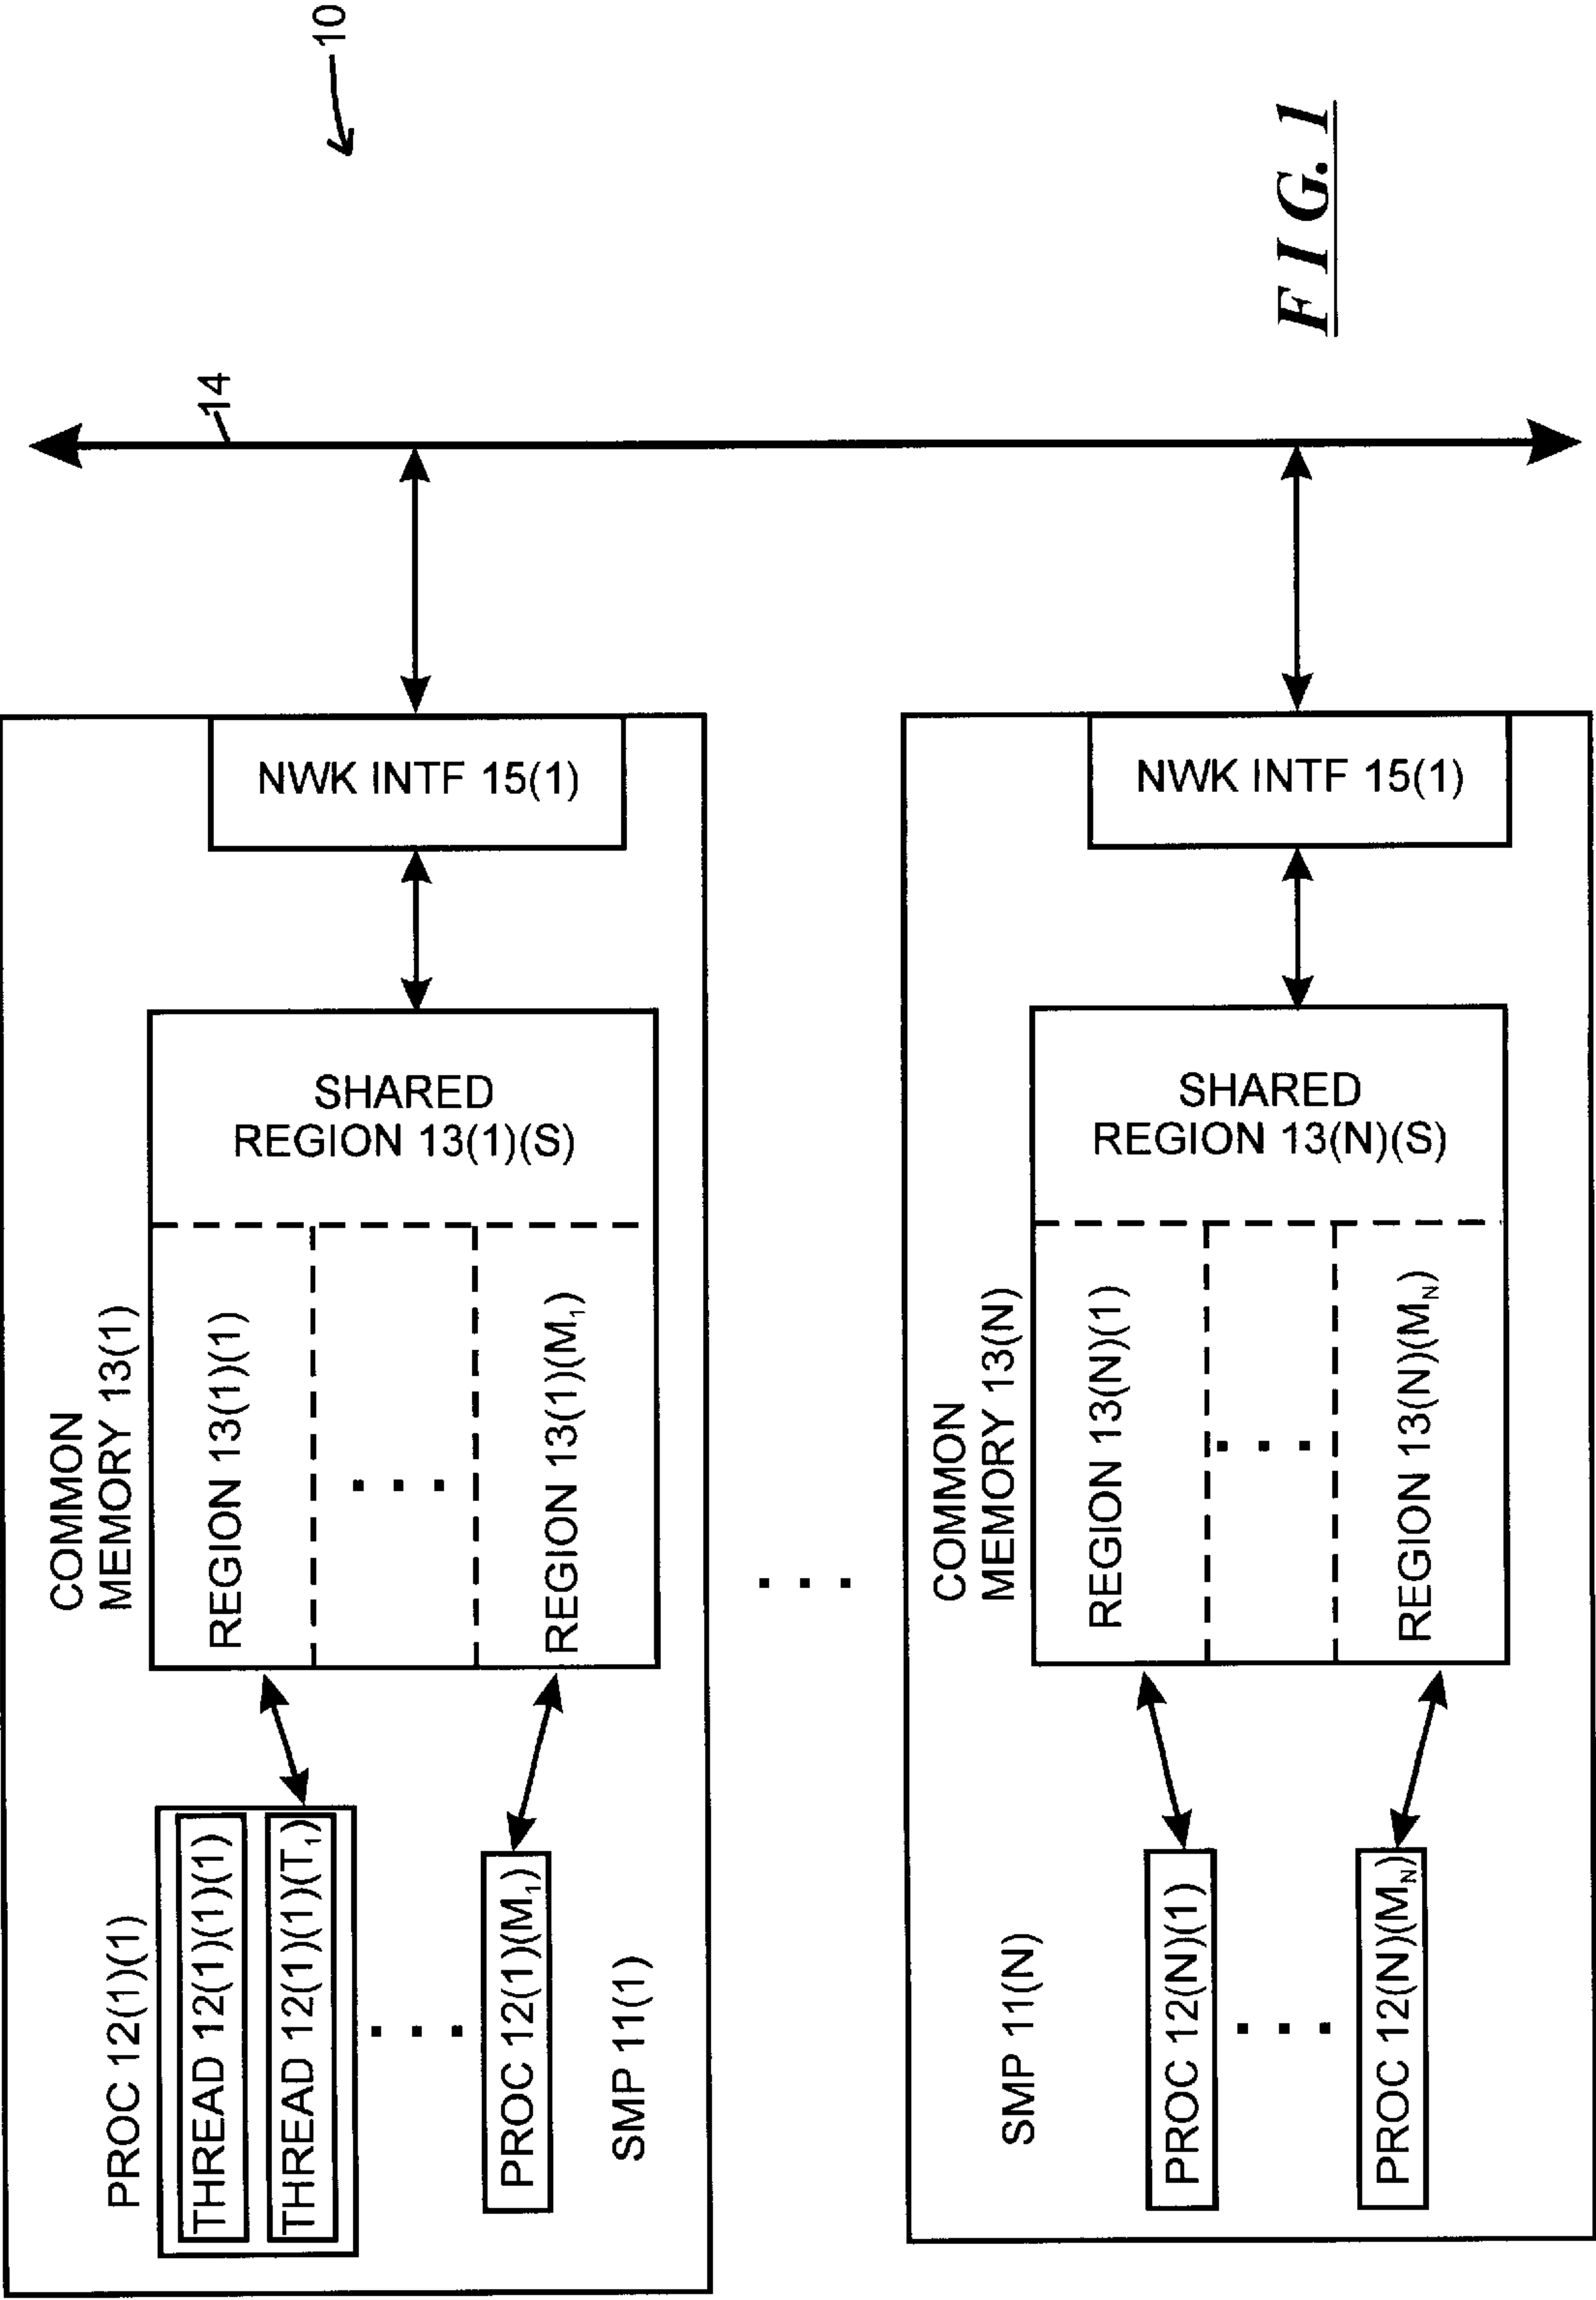 10
14
PROC 12(1)(1)
THREAD 12(1)(1)(1)
THREAD 12(1)(1)(T₁)
. . .
PROC 12(1)(M₁)
SMP 11(1)
COMMON
MEMORY 13(1)
REGION 13(1)(1)
. . .
REGION 13(1)(M₁)
SHARED
REGION 13(1)(S)
NWK INTF 15(1)
. . .
SMP 11(N)
PROC 12(N)(1)
. . .
PROC 12(N)(M_N)
COMMON
MEMORY 13(N)
REGION 13(N)(1)
. . .
REGION 13(N)(M_N)
SHARED
REGION 13(N)(S)
NWK INTF 15(1)
FIG. 1